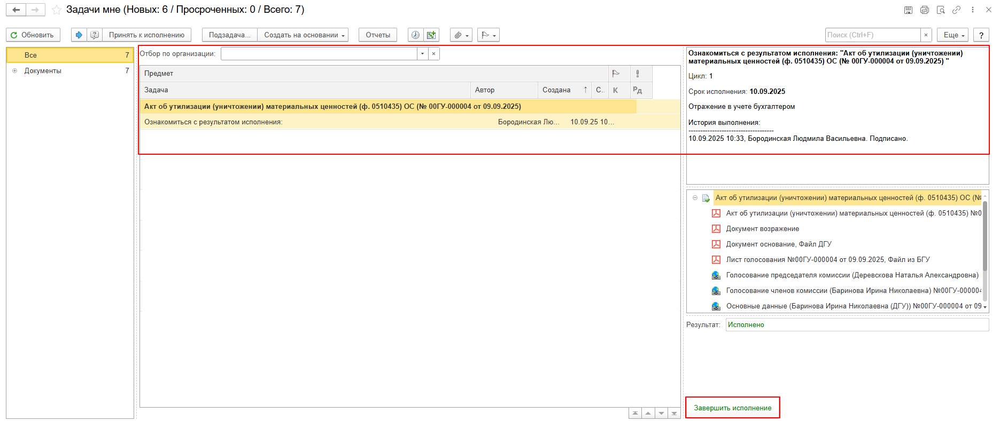 Задачи мне (Новых: 6 / Просроченных: 0 / Всего: 7)
Обновить
Принять к исполнению
Подзадача...
Создать на основании
Отчеты
Поиск (Ctrl+F)
×
Еще
?
Все 7
Документы 7
Отбор по организации:
×
Предмет
Задача Автор Создана ↑ С.. К РД
Акт об утилизации (уничтожении) материальных ценностей (ф. 0510435) ОС (№ 00ГУ-000004 от 09.09.2025)
Ознакомиться с результатом исполнения: Бородинская Лю... 10.09.25 10...
Ознакомиться с результатом исполнения: "Акт об утилизации (уничтожении)
материальных ценностей (ф. 0510435) ОС (№ 00ГУ-000004 от 09.09.2025) "
Цикл: 1
Срок исполнения: 10.09.2025
Отражение в учете бухгалтером
История выполнения:
------------------------------------
10.09.2025 10:33, Бородинская Людмила Васильевна. Подписано.
Акт об утилизации (уничтожении) материальных ценностей (ф. 0510435) ОС (№
Акт об утилизации (уничтожении) материальных ценностей (ф. 0510435) №0
Документ возражение
Документ основание, Файл ДГУ
Лист голосования №00ГУ-000004 от 09.09.2025, Файл из БГУ
Голосование председателя комиссии (Деревскова Наталья Александровна)
Голосование членов комиссии (Баринова Ирина Николаевна) №00ГУ-000004
Основные данные (Баринова Ирина Николаевна (ДГУ)) №00ГУ-000004 от 09
Результат: Исполнено
Завершить исполнение